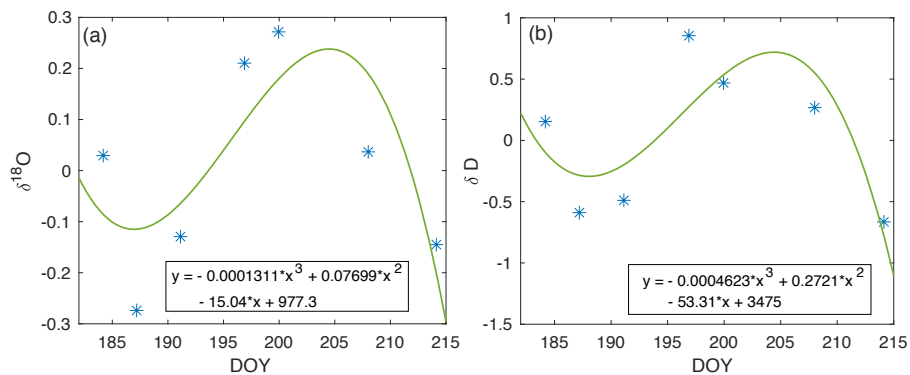 (a)
0.3
0.2
0.1
0
-0.1
-0.2
-0.3
δ18O
y = - 0.0001311*x3 + 0.07699*x2
- 15.04*x + 977.3
185 190 195 200 205 210 215
DOY
(b)
1
0.5
0
-0.5
-1
-1.5
δ D
y = - 0.0004623*x3 + 0.2721*x2
- 53.31*x + 3475
185 190 195 200 205 210 215
DOY